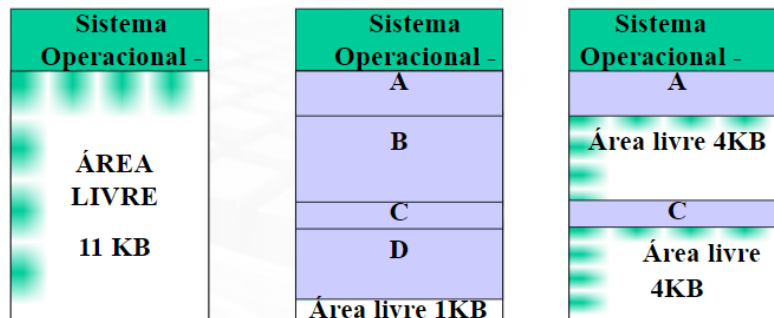 Sistema
Operacional -
ÁREA
LIVRE
11 KB
Sistema
Operacional -
A
B
C
D
Área livre 1KB
Sistema
Operacional -
A
Área livre 4KB
C
Área livre
4KB